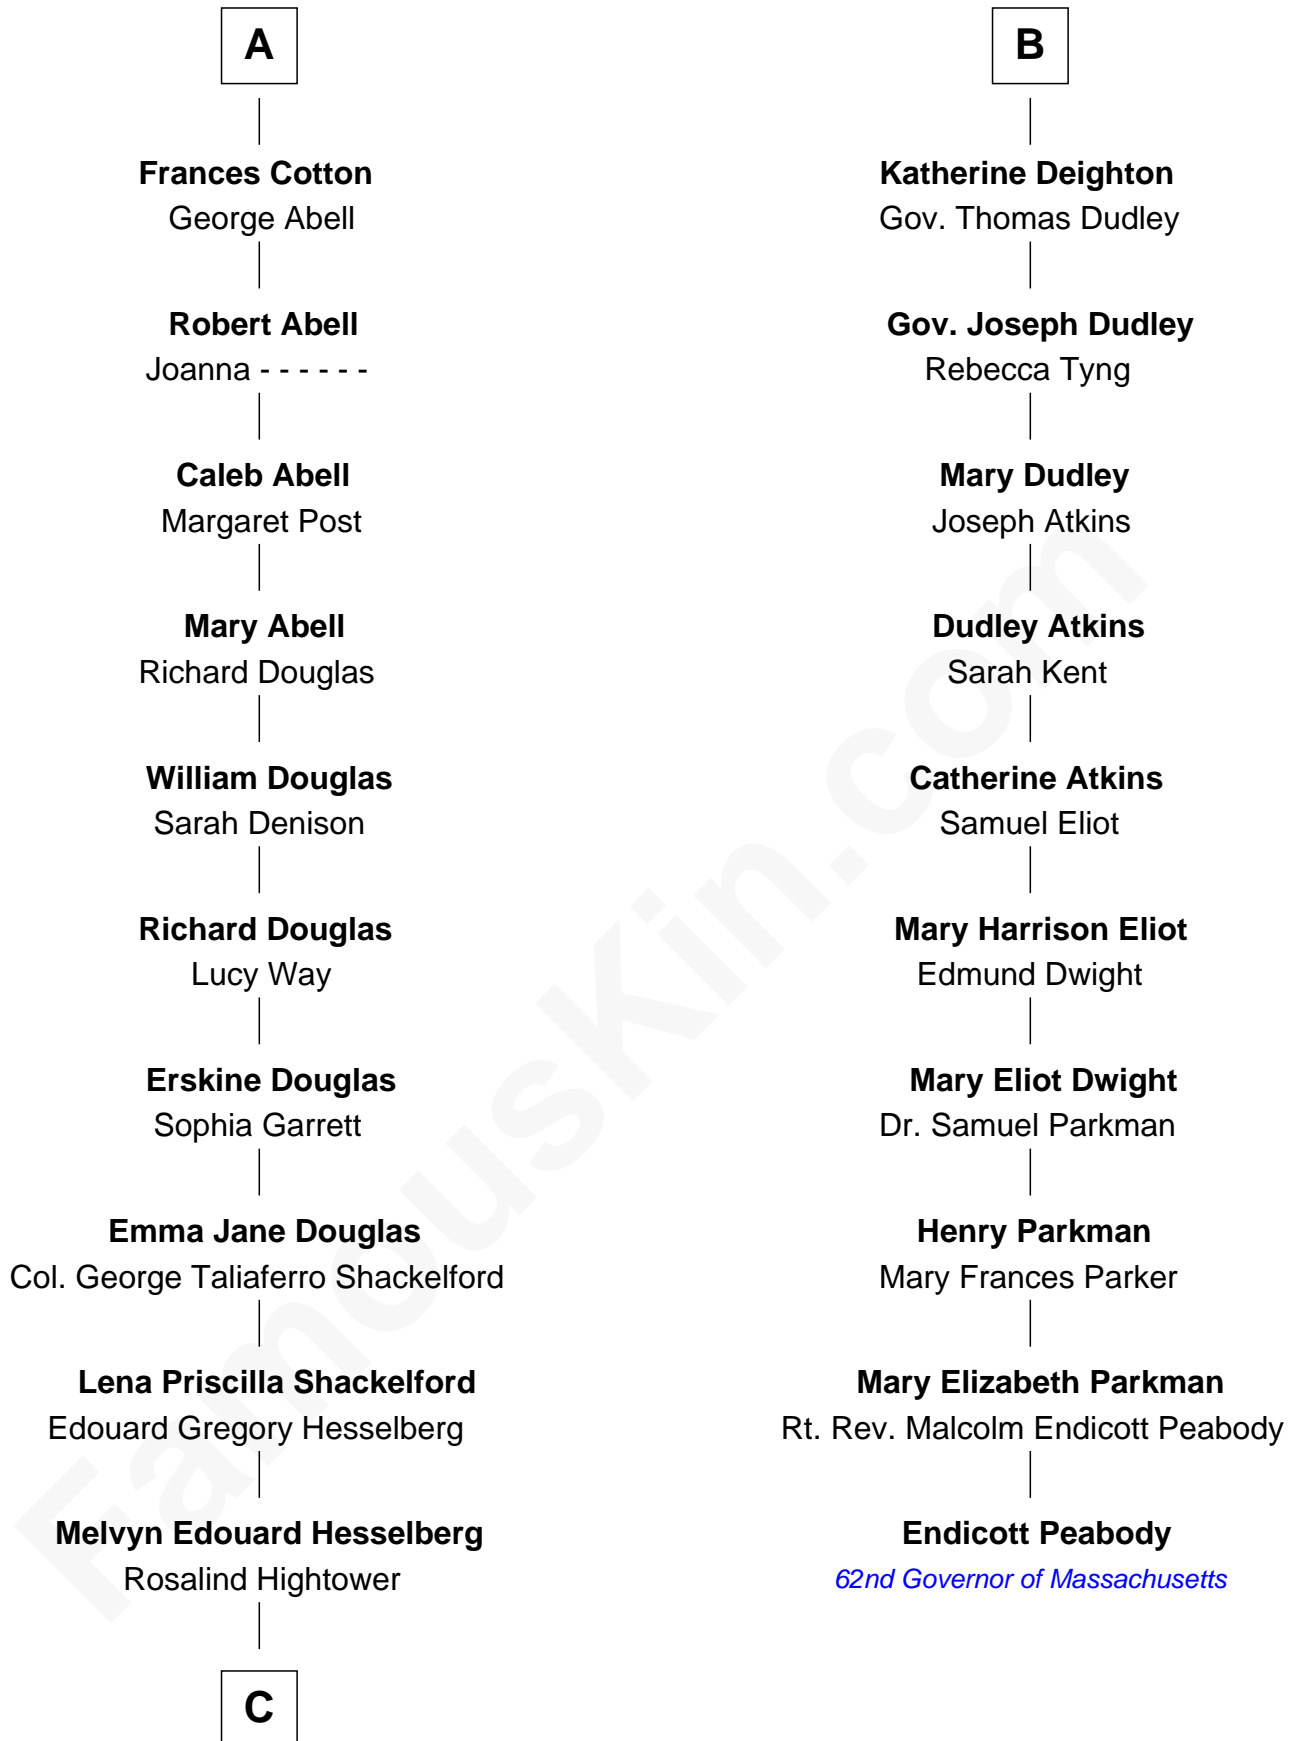 A
Frances Cotton
George Abell
Robert Abell
Joanna - - - - - -
Caleb Abell
Margaret Post
Mary Abell
Richard Douglas
William Douglas
Sarah Denison
Richard Douglas
Lucy Way
Erskine Douglas
Sophia Garrett
Emma Jane Douglas
Col. George Taliaferro Shackelford
Lena Priscilla Shackelford
Edouard Gregory Hesselberg
Melvyn Edouard Hesselberg
Rosalind Hightower
C
B
Katherine Deighton
Gov. Thomas Dudley
Gov. Joseph Dudley
Rebecca Tyng
Mary Dudley
Joseph Atkins
Dudley Atkins
Sarah Kent
Catherine Atkins
Samuel Eliot
Mary Harrison Eliot
Edmund Dwight
Mary Eliot Dwight
Dr. Samuel Parkman
Henry Parkman
Mary Frances Parker
Mary Elizabeth Parkman
Rt. Rev. Malcolm Endicott Peabody
Endicott Peabody
62nd Governor of Massachusetts
FamousKin.com